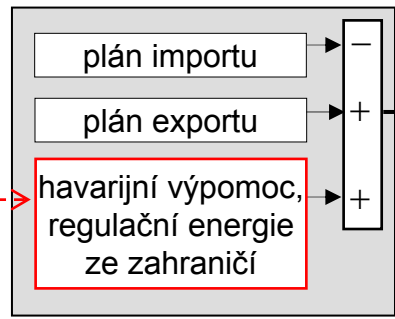 plán importu
−
plán exportu
+
havarijní výpomoc,
regulační energie
ze zahraničí
+